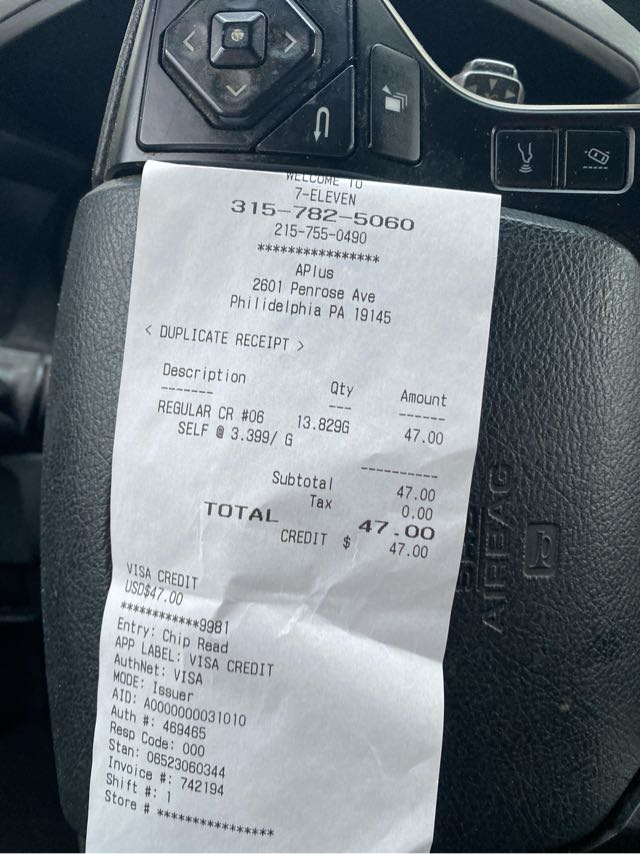 WELCOME TO
7-ELEVEN
315-782-5060
215-755-0490
****************
APlus
2601 Penrose Ave
Philidelphia PA 19145
< DUPLICATE RECEIPT >
Description Qty Amount
------- --- ------
REGULAR CR #06 13.829G 47.00
SELF @ 3.399/ G
----------
Subtotal 47.00
Tax 0.00
TOTAL 47.00
CREDIT $ 47.00
VISA CREDIT
USD$47.00
***********9981
Entry: Chip Read
APP LABEL: VISA CREDIT
AuthNet: VISA
MODE: Issuer
AID: A0000000031010
Auth #: 469465
Resp Code: 000
Stan: 06523060344
Invoice #: 742194
Shift #: 1
Store # ****************
SRS
AIRBAG